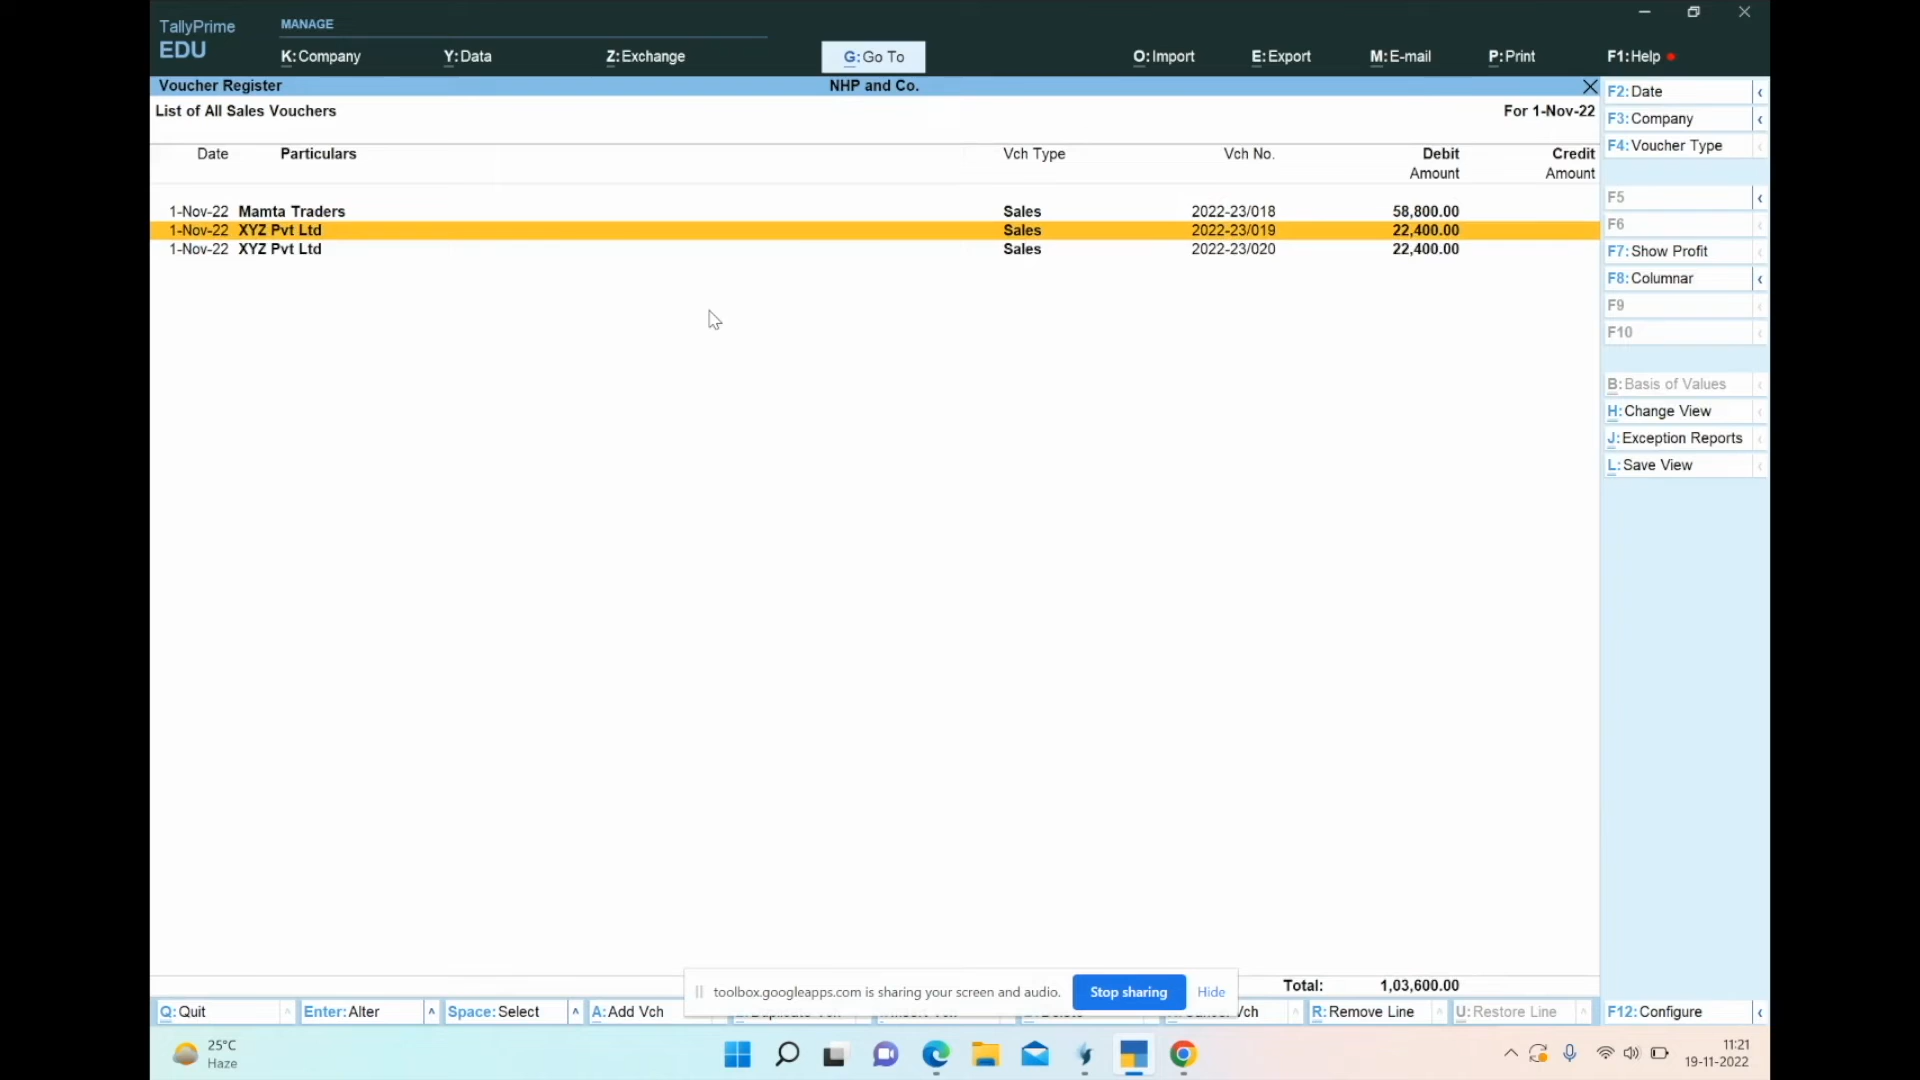 TallyPrime
EDU
MANAGE
K:Company Y:Data Z:Exchange G:Go To O:Import E:Export M:E-mail P:Print F1:Help
Voucher Register NHP and Co.
List of All Sales Vouchers For 1-Nov-22
Date Particulars Vch Type Vch No. Debit Credit
Amount Amount
1-Nov-22 Mamta Traders Sales 2022-23/018 58,800.00
1-Nov-22 XYZ Pvt Ltd Sales 2022-23/019 22,400.00
1-Nov-22 XYZ Pvt Ltd Sales 2022-23/020 22,400.00
Total: 1,03,600.00
F2:Date
F3:Company
F4:Voucher Type
F5
F6
F7:Show Profit
F8:Columnar
F9
F10
B:Basis of Values
H:Change View
J:Exception Reports
L:Save View
toolbox.googleapps.com is sharing your screen and audio. Stop sharing Hide
Q:Quit Enter:Alter Space:Select A:Add Vch Vch R:Remove Line U:Restore Line F12:Configure
25°C
Haze
11:21
19-11-2022